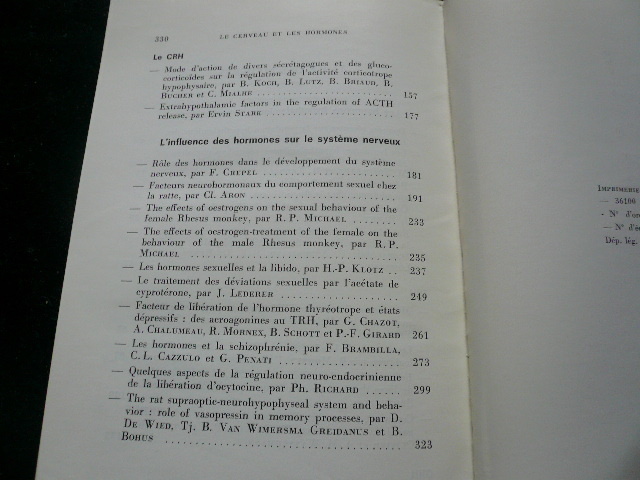 330 LE CERVEAU ET LES HORMONES
Le CRH
— Mode d'action de divers sécrétagogues et des gluco-
corticoïdes sur la régulation de l'activité corticotrope
hypophysaire, par B. KOCH, B. LUTZ, B. BRIAUD, B.
BUCHER et C. MIALHE .......... 157
— Extrahypothalamic factors in the regulation of ACTH
release, par Ervin STARK .......... 177
L'influence des hormones sur le système nerveux
— Rôle des hormones dans le développement du système
nerveux, par F. CREPEL .......... 181
— Facteurs neurohormonaux du comportement sexuel chez
la ratte, par Cl. ARON .......... 191
— The effects of oestrogens on the sexual behaviour of the
female Rhesus monkey, par R. P. MICHAEL .......... 233
— The effects of oestrogen-treatment of the female on the
behaviour of the male Rhesus monkey, par R. P.
MICHAEL .......... 235
— Les hormones sexuelles et la libido, par H.-P. KLOTZ .. 237
— Le traitement des déviations sexuelles par l'acétate de
cyprotérone, par J. LEDERER .......... 249
— Facteur de libération de l'hormone thyréotrope et états
dépressifs : des acroagonines au TRH, par G. CHAZOT,
A. CHALUMEAU, R. MORNEX, B. SCHOTT et P.-F. GIRARD 261
— Les hormones et la schizophrénie, par F. BRAMBILLA,
C.L. CAZZULO et G. PENATI .......... 273
— Quelques aspects de la régulation neuro-endocrinienne
de la libération d'ocytocine, par Ph. RICHARD .......... 299
— The rat supraoptic-neurohypophyseal system and beha-
vior : role of vasopressin in memory processes, par D.
DE WIED, Tj. B. VAN WIMERSMA GREIDANUS et B.
BOHUS .......... 323
IMPRIMERIE
— 36100
- N° d'
— N° d'
Dép. lég.